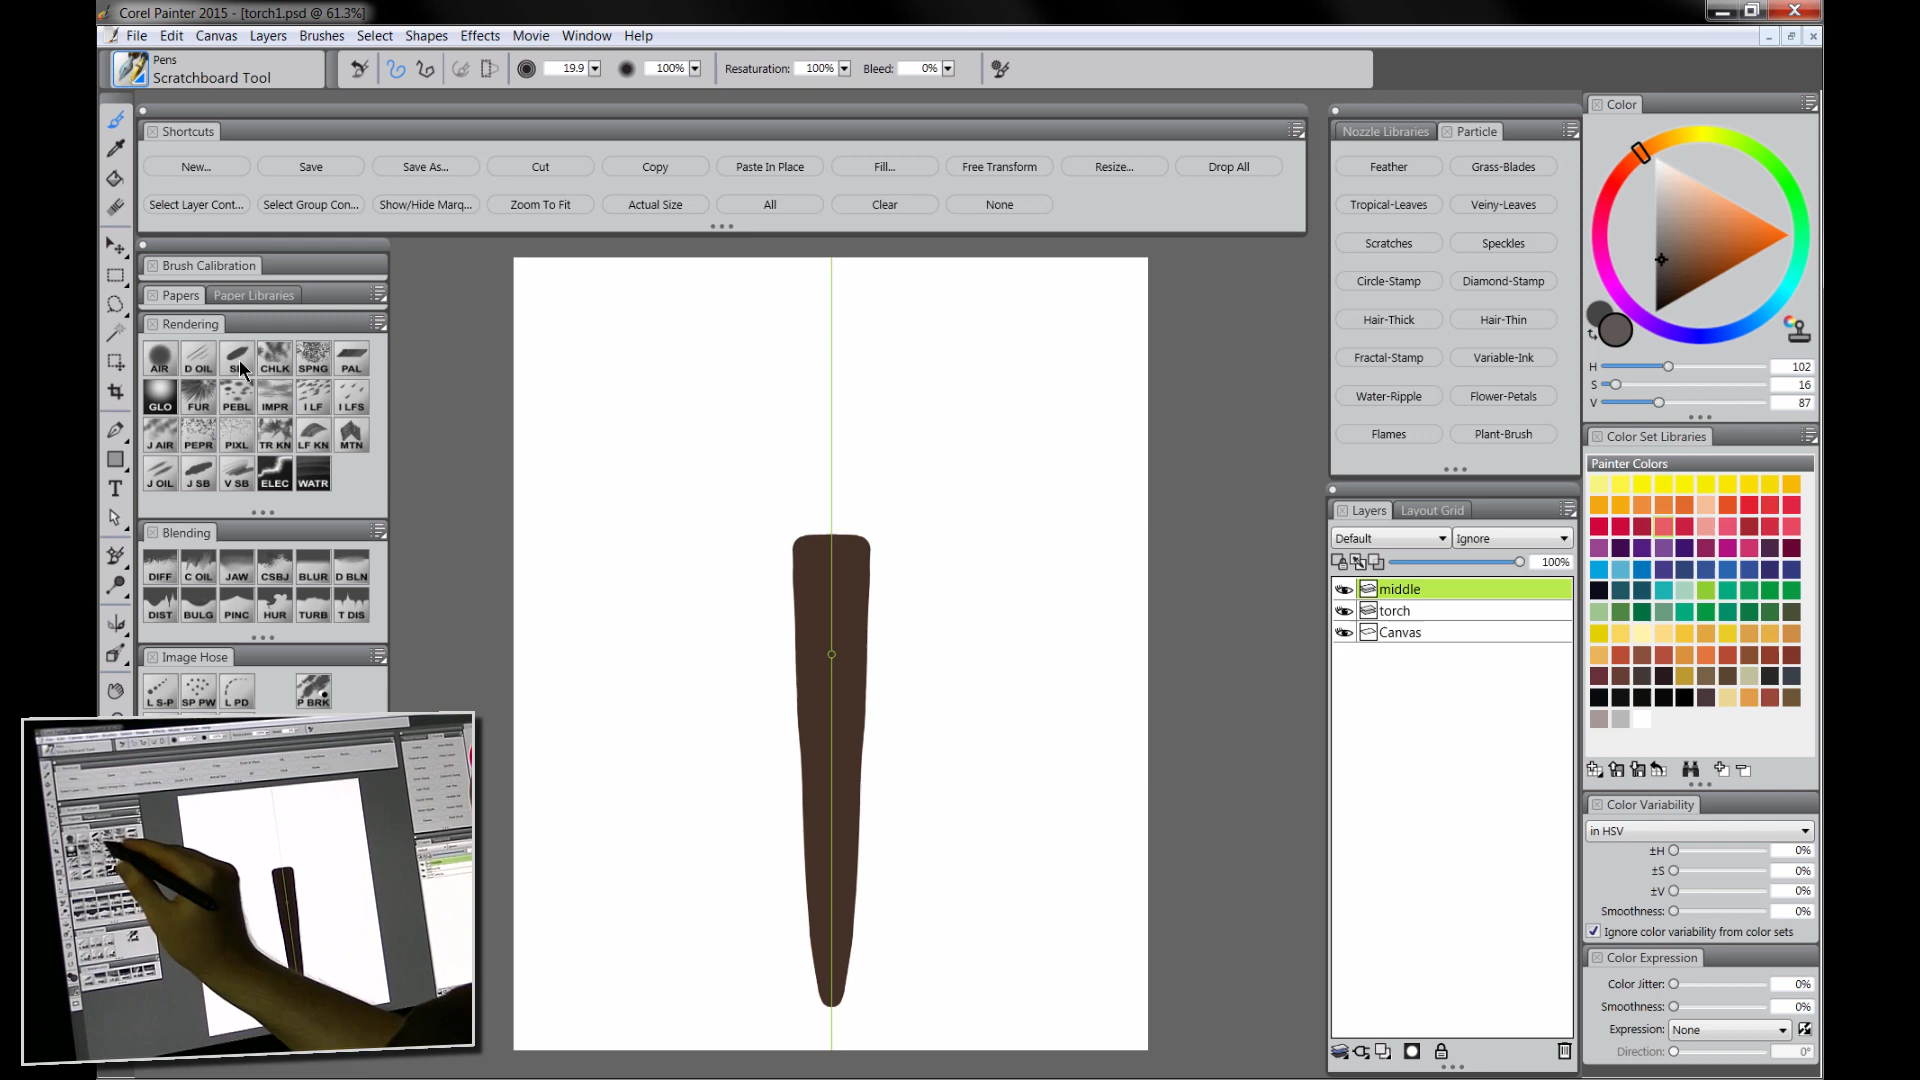 Corel Painter 2015 - [torch1.psd @ 61.3%]
File Edit Canvas Layers Brushes Select Shapes Effects Movie Window Help
Pens
Scratchboard Tool
19.9 100% Resaturation: 100% Bleed: 0%
Shortcuts
New... Save Save As... Cut Copy Paste In Place Fill... Free Transform Resize... Drop All
Select Layer Cont... Select Group Con... Show/Hide Marq... Zoom To Fit Actual Size All Clear None
Brush Calibration
Papers Paper Libraries
Rendering
AIR D OIL CHLK SPNG PAL
GLO FUR PEBL IMPR I LF I LFS
J AIR PEPR PIXL TR KN LF KN MTN
J OIL J SB V SB ELEC WATR
Blending
DIFF C OIL JAW CSBJ BLUR D BLN
DIST BULG PINC HUR TURB T DIS
Image Hose
L S-P SP PW L PD P BRK
Nozzle Libraries Particle
Feather Grass-Blades
Tropical-Leaves Veiny-Leaves
Scratches Speckles
Circle-Stamp Diamond-Stamp
Hair-Thick Hair-Thin
Fractal-Stamp Variable-Ink
Water-Ripple Flower-Petals
Flames Plant-Brush
Layers Layout Grid
Default Ignore
100%
middle
torch
Canvas
Color
H 102
S 16
V 87
Color Set Libraries
Painter Colors
Color Variability
in HSV
±H 0%
±S 0%
±V 0%
Smoothness: 0%
Ignore color variability from color sets
Color Expression
Color Jitter: 0%
Smoothness: 0%
Expression: None
Direction: 0°